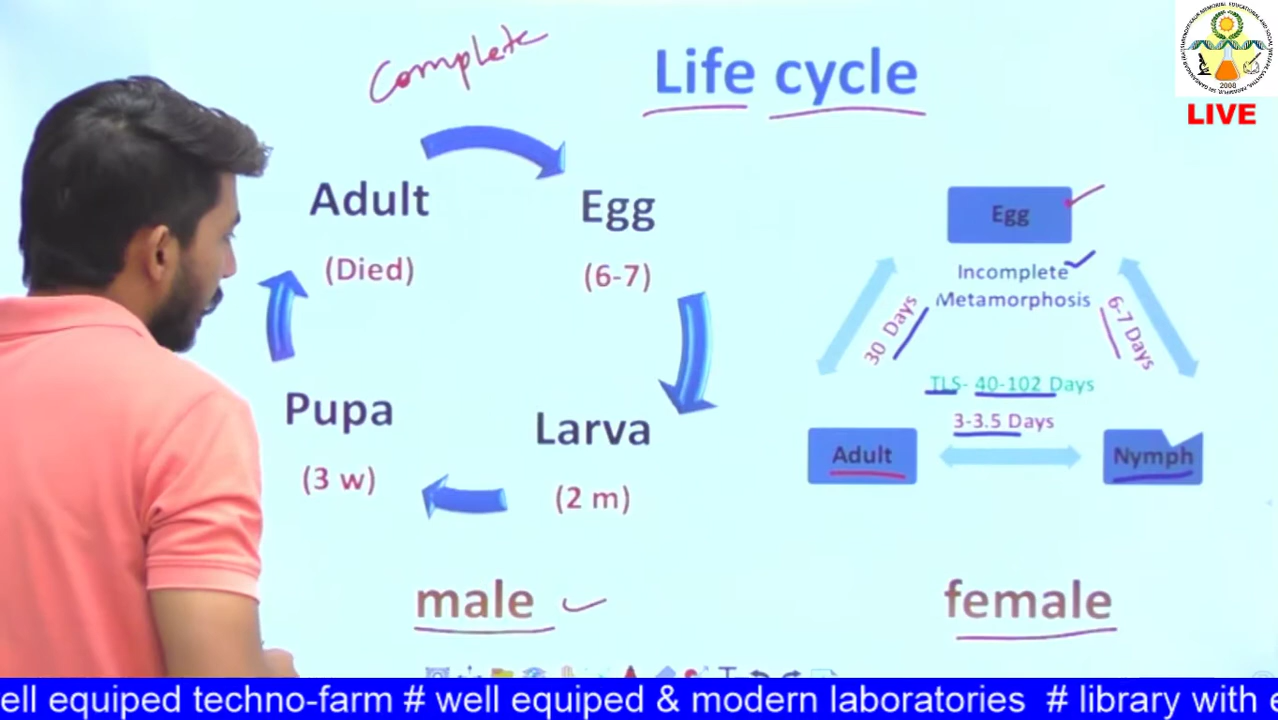 Complete
Life cycle
LIVE
2008
Adult
(Died)
Egg
(6-7)
Larva
(2 m)
Pupa
(3 w)
male
Egg
Incomplete
Metamorphosis
30 Days
6-7 Days
TLS- 40-102 Days
3-3.5 Days
Adult
Nymph
female
ell equiped techno-farm # well equiped & modern laboratories # library with e